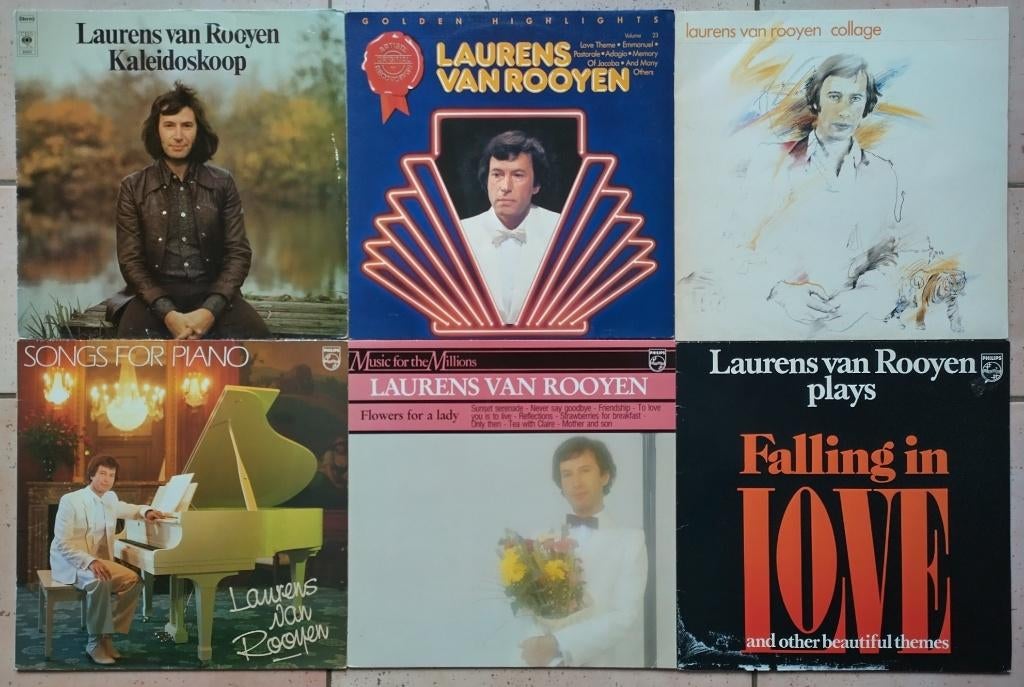 Stereo
CBS
Laurens van Rooyen
Kaleidoskoop
GOLDEN HIGHLIGHTS
Volume 23
LAURENS
VAN ROOYEN
Love Theme • Emmanuel •
Pastorale • Adagio • Memory
Of Jacoba • And Many
Others
laurens van rooyen collage
SONGS FOR PIANO
PHILIPS
Laurens
van
Rooyen
Music for the Millions
PHILIPS
LAURENS VAN ROOYEN
Flowers for a lady
Sunset serenade - Never say goodbye - Friendship - To love
you is to live - Reflections - Strawberries for breakfast -
Only then - Tea with Claire - Mother and son
Laurens van Rooyen
plays
PHILIPS
Falling in
LOVE
and other beautiful themes